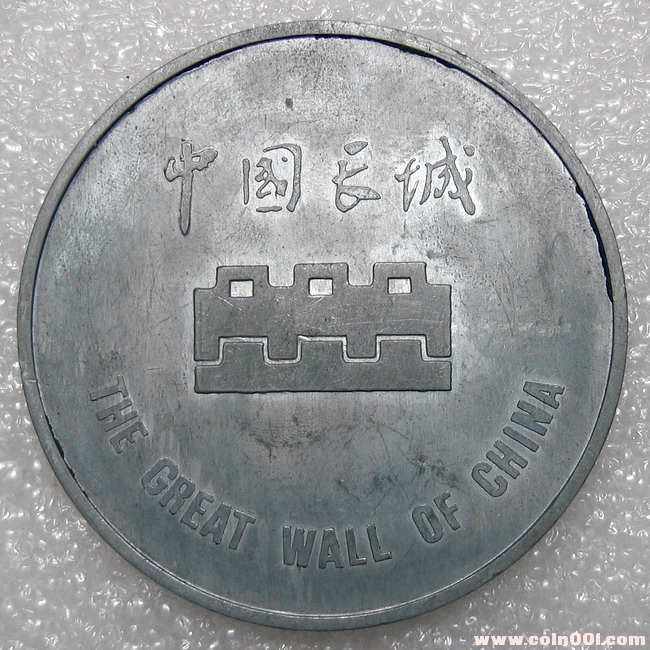 中国长城
THE GREAT WALL OF CHINA
www.coin001.com